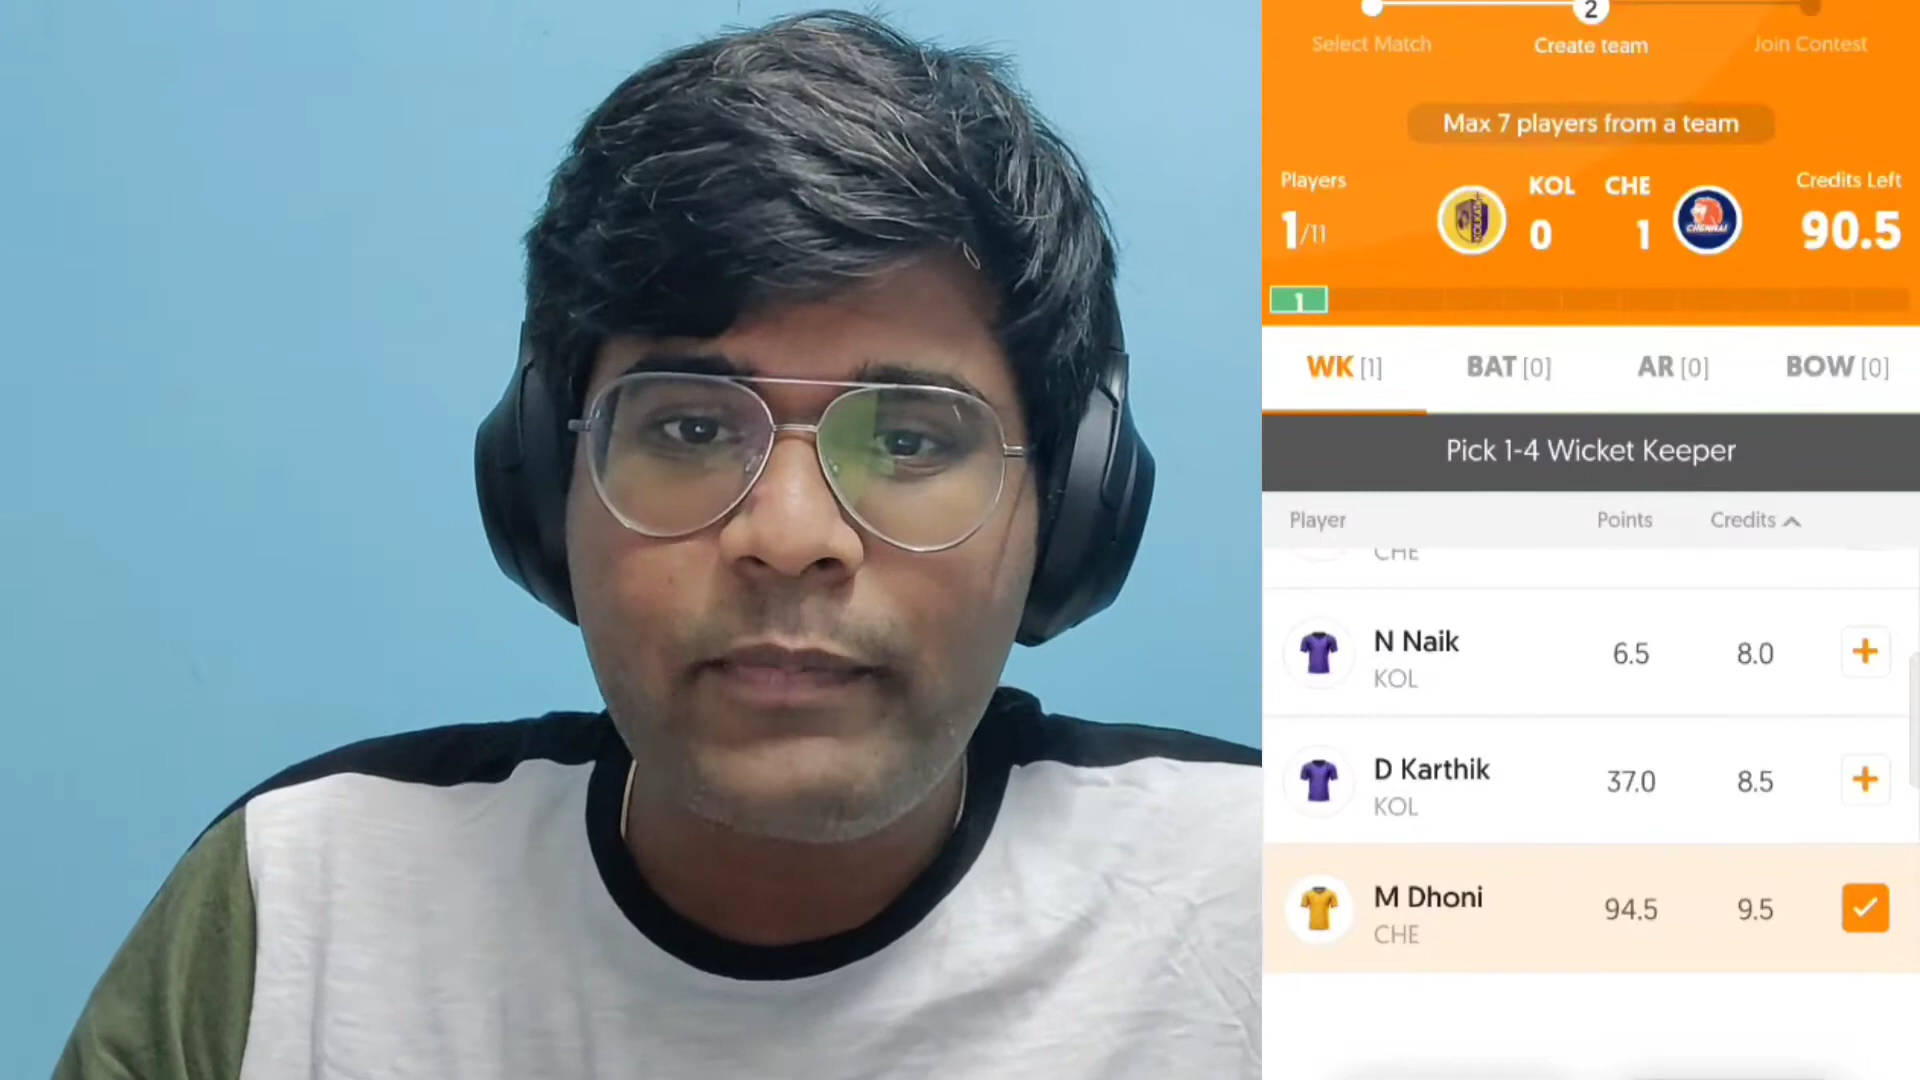 2
Select Match
Create team
Join Contest
Max 7 players from a team
Players
KOL
CHE
Credits Left
1/11
0
1
90.5
KOLKATA
CHENNAI
1
WK [1]
BAT [0]
AR [0]
BOW [0]
Pick 1-4 Wicket Keeper
Player
Points
Credits
CHE
N Naik
6.5
8.0
KOL
D Karthik
37.0
8.5
KOL
M Dhoni
94.5
9.5
CHE